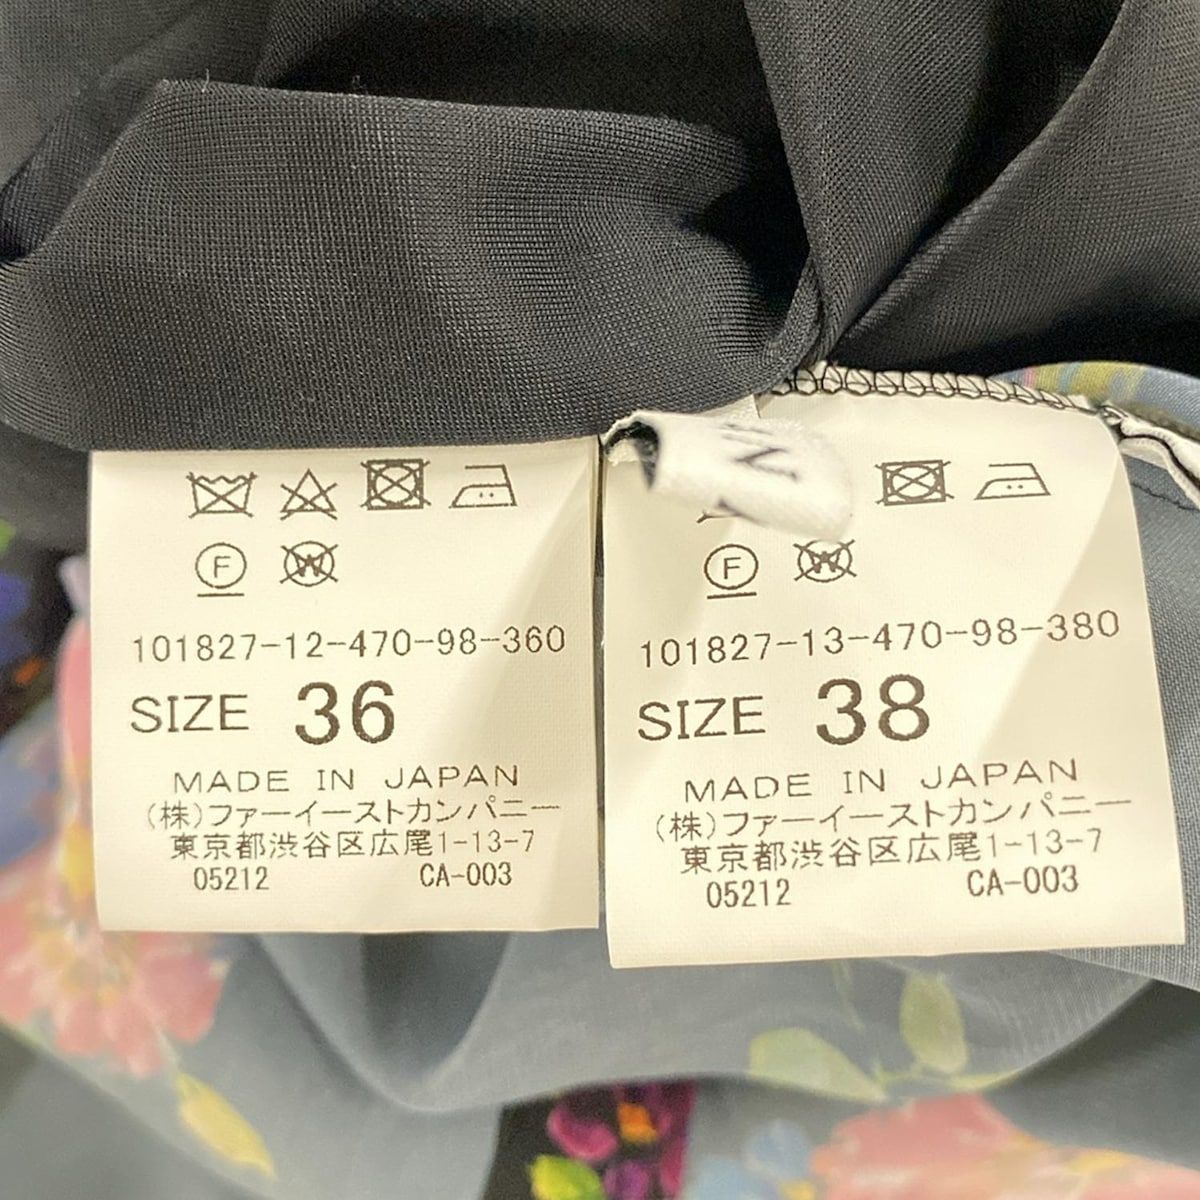 F
W
101827-12-470-98-360
SIZE 36
MADE IN JAPAN
(株)ファーイーストカンパニー
東京都渋谷区広尾1-13-7
05212 CA-003
F
W
101827-13-470-98-380
SIZE 38
MADE IN JAPAN
(株)ファーイーストカンパニー
東京都渋谷区広尾1-13-7
05212 CA-003